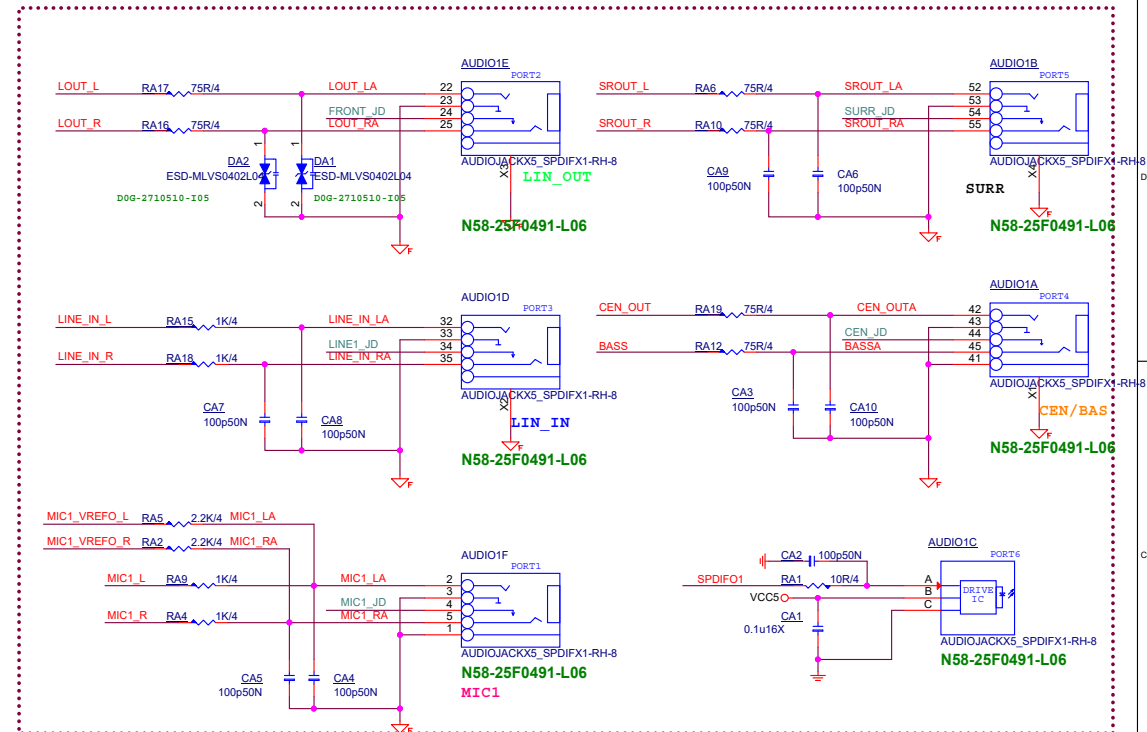 AUDIO1E
PORT2
LOUT_L
RA17
75R/4
LOUT_LA
22
23
FRONT_JD
24
LOUT_R
RA16
75R/4
LOUT_RA
25
1
1
DA2
DA1
ESD-MLVS0402L04
ESD-MLVS0402L04
D0G-2710510-I05
D0G-2710510-I05
2
2
AUDIOJACKX5_SPDIFX1-RH-8
LIN_OUT
N58-25F0491-L06
F
F
AUDIO1B
PORT5
SROUT_L
RA6
75R/4
SROUT_LA
52
53
SURR_JD
54
SROUT_R
RA10
75R/4
SROUT_RA
55
CA9
100p50N
CA6
100p50N
AUDIOJACKX5_SPDIFX1-RH-8
X4
SURR
F
N58-25F0491-L06
F
D
AUDIO1D
PORT3
LINE_IN_L
RA15
1K/4
LINE_IN_LA
32
33
LINE1_JD
34
LINE_IN_R
RA18
1K/4
LINE_IN_RA
35
CA7
100p50N
CA8
100p50N
AUDIOJACKX5_SPDIFX1-RH-8
X2
LIN_IN
F
N58-25F0491-L06
F
AUDIO1A
PORT4
CEN_OUT
RA19
75R/4
CEN_OUTA
42
43
CEN_JD
44
BASS
RA12
75R/4
BASSA
45
41
CA3
100p50N
CA10
100p50N
AUDIOJACKX5_SPDIFX1-RH-8
X1
CEN/BAS
F
N58-25F0491-L06
F
MIC1_VREFO_L
RA5
2.2K/4
MIC1_LA
MIC1_VREFO_R
RA2
2.2K/4
MIC1_RA
AUDIO1F
PORT1
MIC1_L
RA9
1K/4
MIC1_LA
2
3
MIC1_JD
4
MIC1_R
RA4
1K/4
MIC1_RA
5
1
AUDIOJACKX5_SPDIFX1-RH-8
CA5
100p50N
CA4
100p50N
N58-25F0491-L06
MIC1
F
AUDIO1C
PORT6
CA2
100p50N
SPDIFO1
RA1
10R/4
A
VCC5
B
C
DRIVE
IC
CA1
0.1u16X
AUDIOJACKX5_SPDIFX1-RH-8
N58-25F0491-L06
C